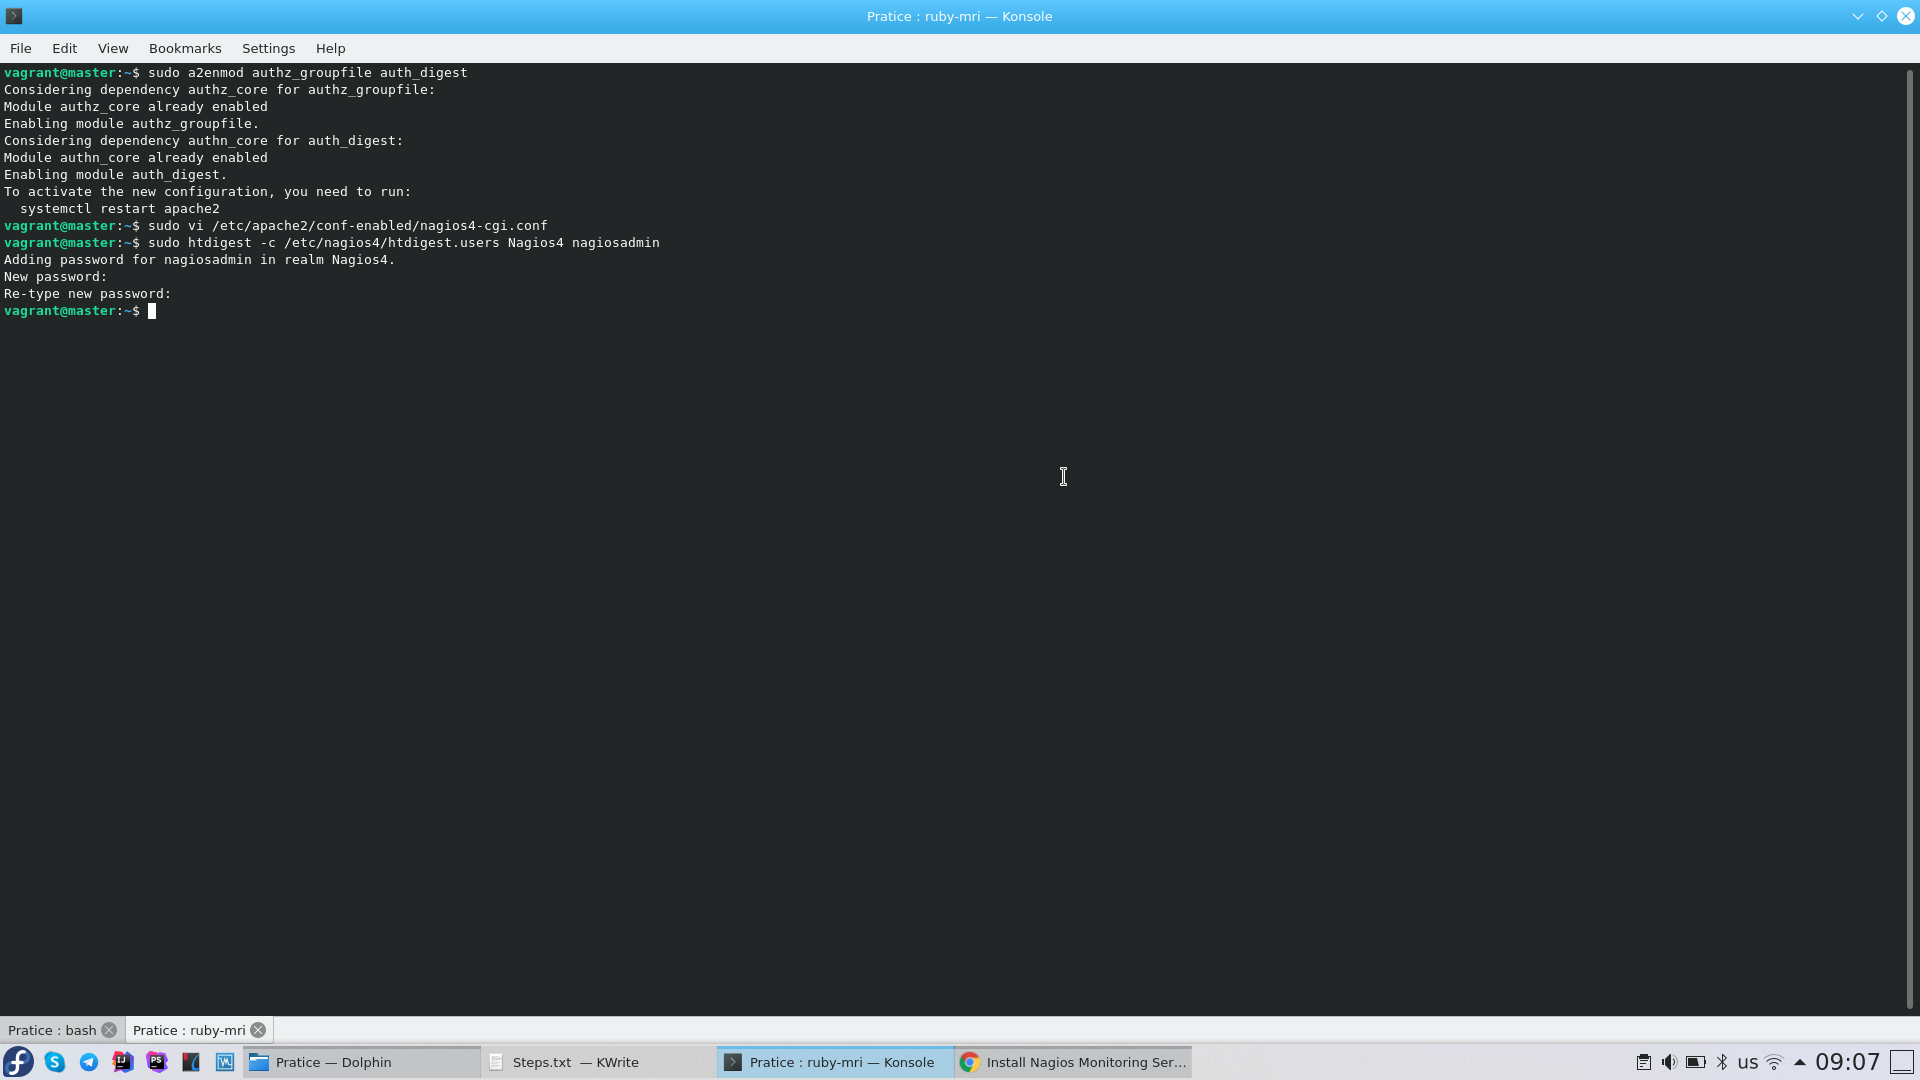 Pratice : ruby-mri — Konsole
File Edit View Bookmarks Settings Help
vagrant@master:~$ sudo a2enmod authz_groupfile auth_digest
Considering dependency authz_core for authz_groupfile:
Module authz_core already enabled
Enabling module authz_groupfile.
Considering dependency authn_core for auth_digest:
Module authn_core already enabled
Enabling module auth_digest.
To activate the new configuration, you need to run:
  systemctl restart apache2
vagrant@master:~$ sudo vi /etc/apache2/conf-enabled/nagios4-cgi.conf
vagrant@master:~$ sudo htdigest -c /etc/nagios4/htdigest.users Nagios4 nagiosadmin
Adding password for nagiosadmin in realm Nagios4.
New password:
Re-type new password:
vagrant@master:~$
Pratice : bash Pratice : ruby-mri
Pratice — Dolphin Steps.txt — KWrite Pratice : ruby-mri — Konsole Install Nagios Monitoring Ser... us 09:07